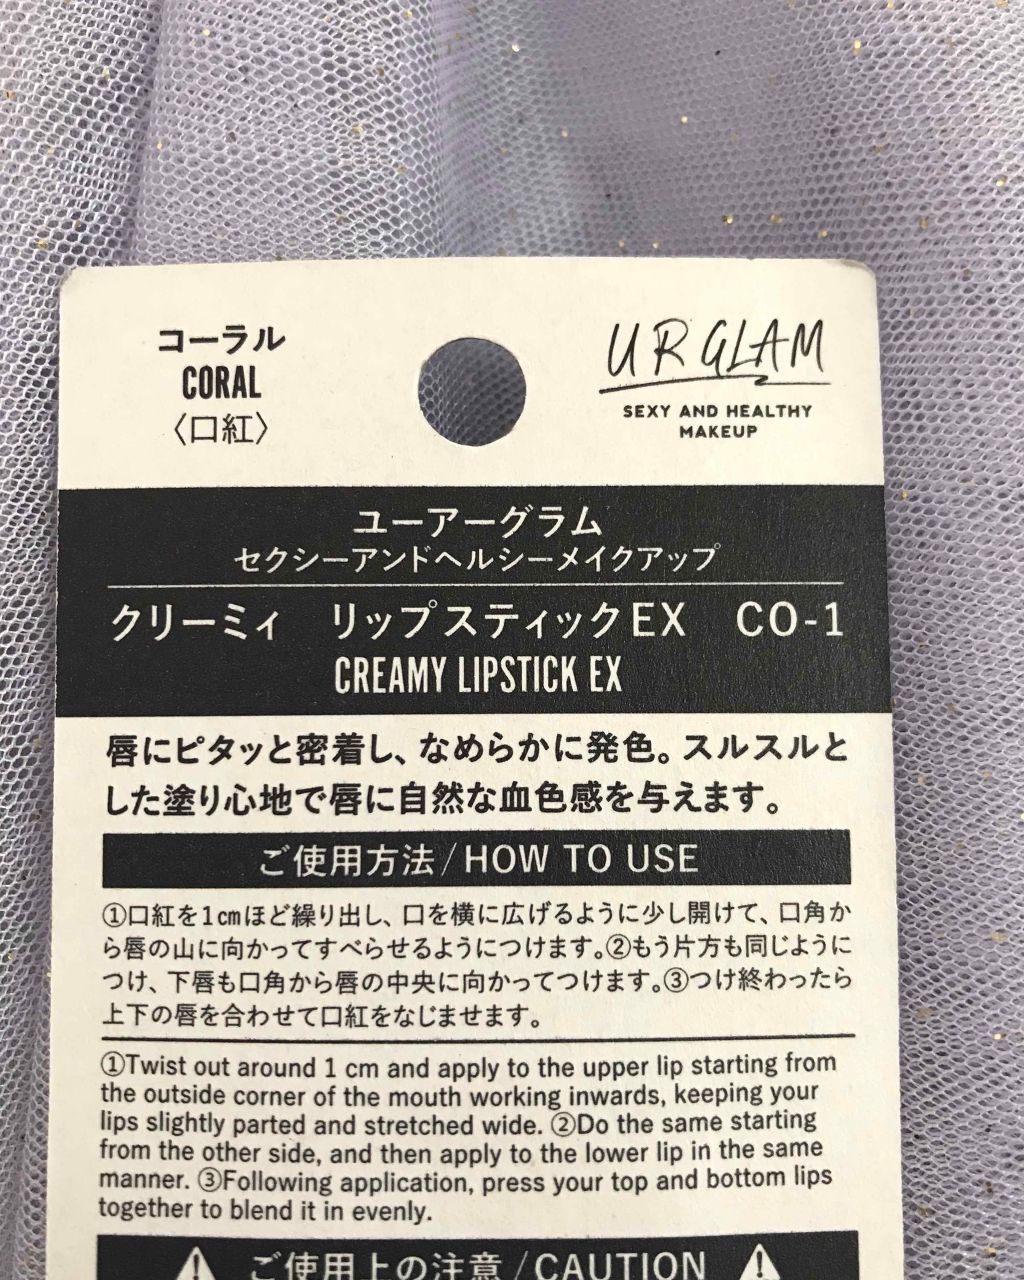 コーラル
CORAL
〈口紅〉
UR GLAM
SEXY AND HEALTHY
MAKEUP
ユーアーグラム
セクシーアンドヘルシーメイクアップ
クリーミィ　リップスティックEX　CO-1
CREAMY LIPSTICK EX
唇にピタッと密着し、なめらかに発色。スルスルと
した塗り心地で唇に自然な血色感を与えます。
ご使用方法/HOW TO USE
①口紅を1cmほど繰り出し、口を横に広げるように少し開けて、口角か
ら唇の山に向かってすべらせるようにつけます。②もう片方も同じように
つけ、下唇も口角から唇の中央に向かってつけます。③つけ終わったら
上下の唇を合わせて口紅をなじませます。
①Twist out around 1 cm and apply to the upper lip starting from
the outside corner of the mouth working inwards, keeping your
lips slightly parted and stretched wide. ②Do the same starting
from the other side, and then apply to the lower lip in the same
manner. ③Following application, press your top and bottom lips
together to blend it in evenly.
ご使用上の注意/CAUTION